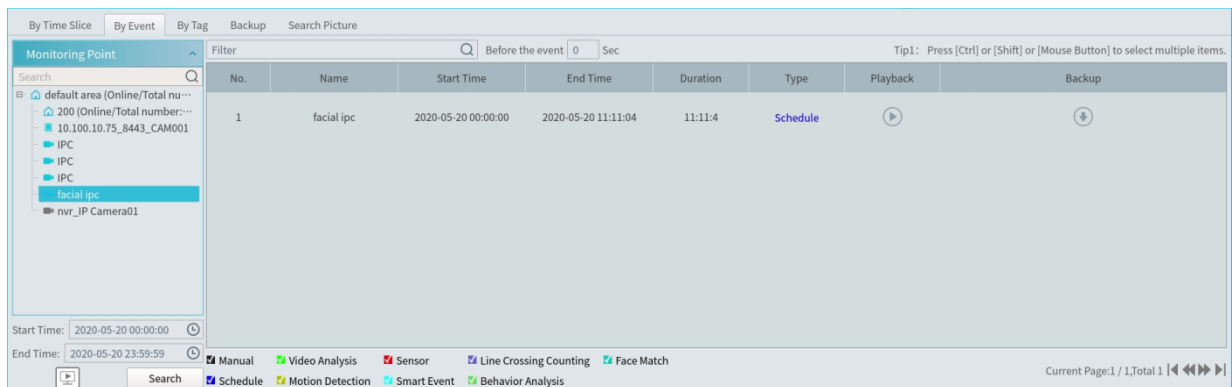 By Time Slice By Event By Tag Backup Search Picture
Monitoring Point
Search
default area (Online/Total nu···
200 (Online/Total number:···
10.100.10.75_8443_CAM001
IPC
IPC
IPC
facial ipc
nvr_IP Camera01
Start Time: 2020-05-20 00:00:00
End Time: 2020-05-20 23:59:59
Search
Filter Before the event 0 Sec Tip1: Press [Ctrl] or [Shift] or [Mouse Button] to select multiple items.
No. Name Start Time End Time Duration Type Playback Backup
1 facial ipc 2020-05-20 00:00:00 2020-05-20 11:11:04 11:11:4 Schedule
Manual Video Analysis Sensor Line Crossing Counting Face Match
Schedule Motion Detection Smart Event Behavior Analysis
Current Page:1 / 1,Total 1